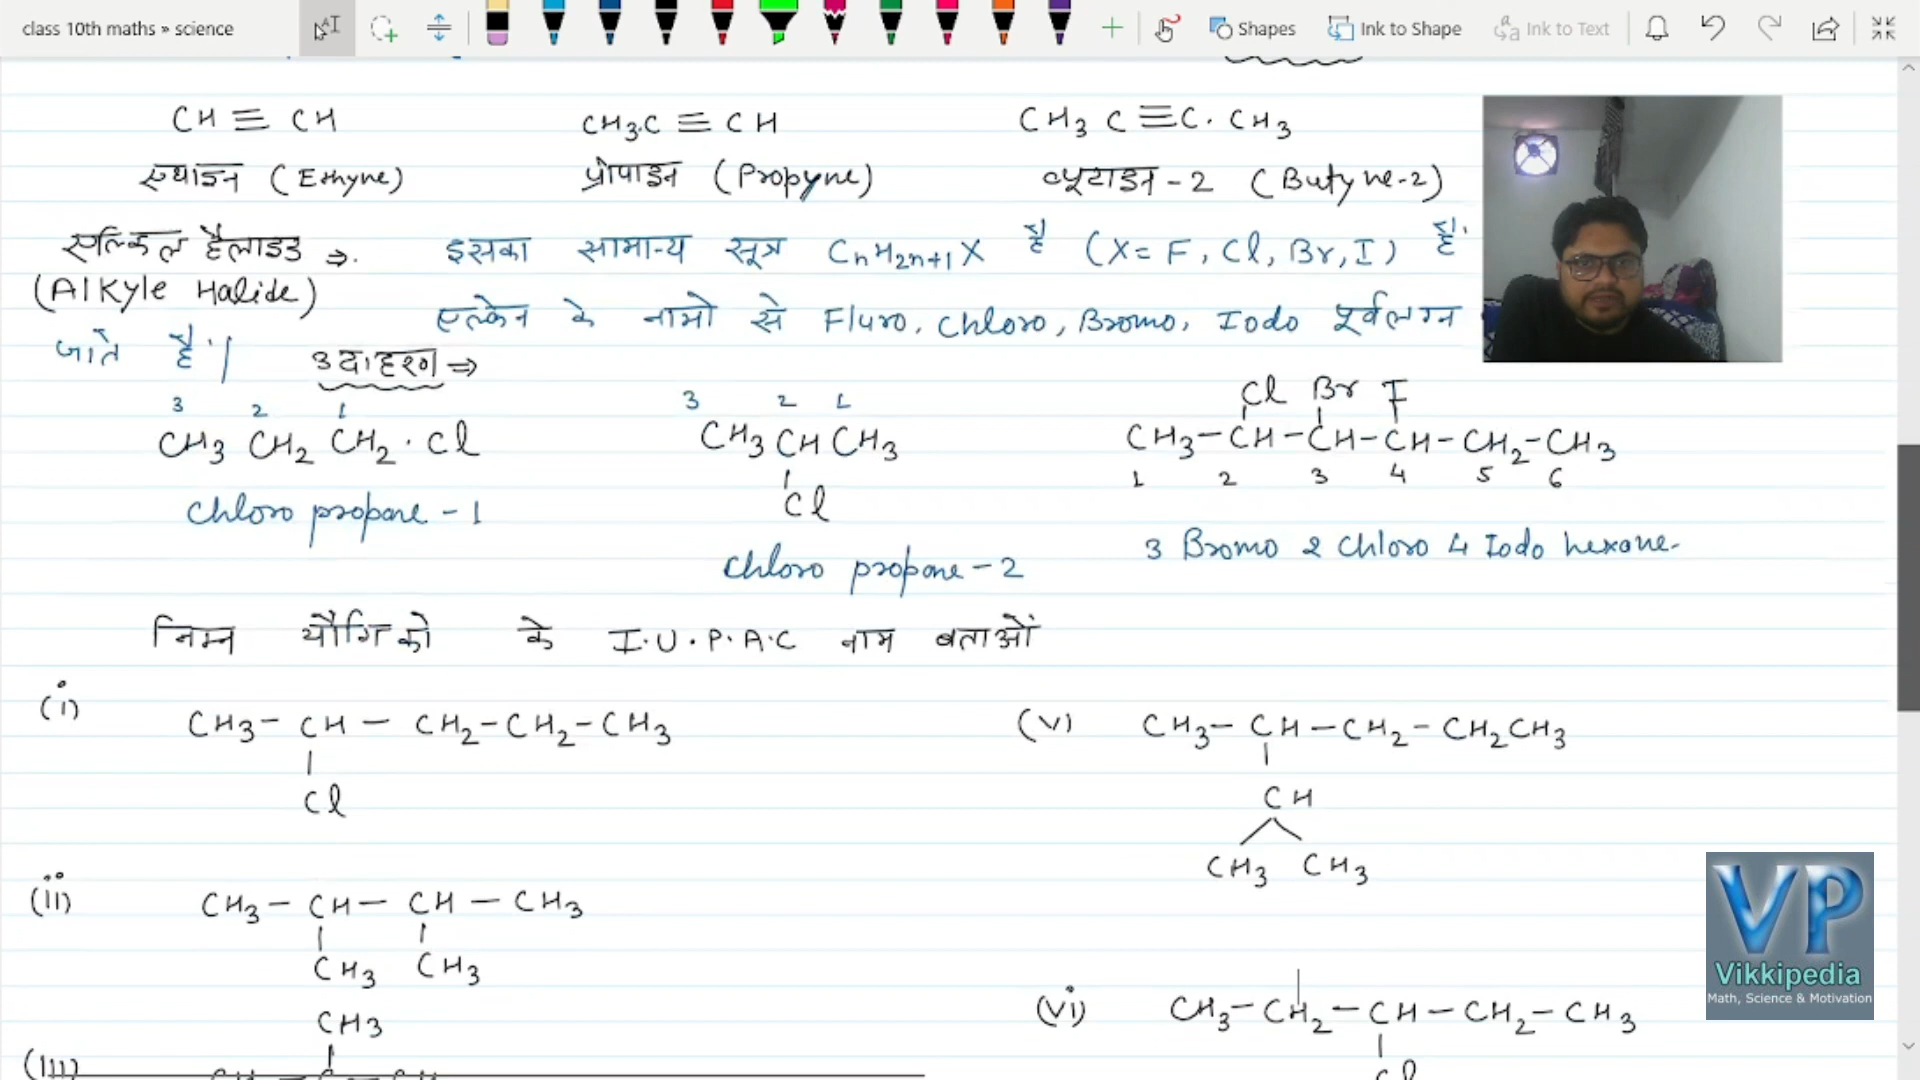 class 10th maths » science
Shapes
Ink to Shape
Ink to Text
CH ≡ CH
CH3.C ≡ CH
CH3 C ≡ C. CH3
एथाइन (Ethyne)
प्रोपाइन (Propyne)
ब्यूटाइन-2 (Butyne-2)
एल्किल हैलाइड ⇒.
(Alkyle Halide)
इसका सामान्य सूत्र CnH2n+1 X है (X= F, Cl, Br, I) है.
एल्केन के नामो से Fluro, Chloro, Bromo, Iodo पूर्वलग्न
जाते है. |
उदाहरण ⇒
3 2 1
CH3 CH2 CH2 . Cl
chloro propane - 1
3 2 1
CH3 CH CH3
Cl
chloro propane - 2
Cl Br I
CH3-CH-CH-CH-CH2-CH3
1 2 3 4 5 6
3 Bromo 2 chloro 4 Iodo hexane-
निम्न यौगिको के I.U.P.A.C नाम बताओं
(i)
CH3- CH - CH2-CH2-CH3
Cl
(ii)
CH3- CH- CH - CH3
CH3 CH3
CH3
(iii)
(v)
CH3- CH -CH2- CH2CH3
CH
CH3 CH3
(vi)
CH3-CH2-CH-CH2-CH3
Cl
VP
Vikkipedia
Math, Science & Motivation